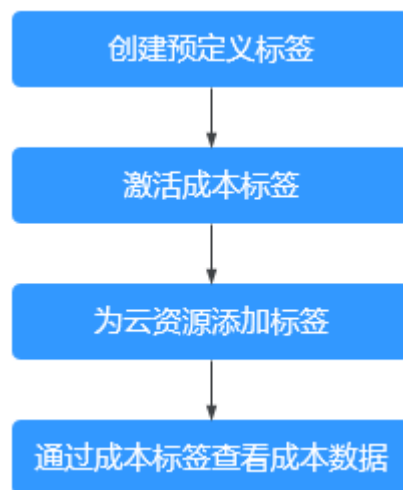 创建预定义标签
激活成本标签
为云资源添加标签
通过成本标签查看成本数据